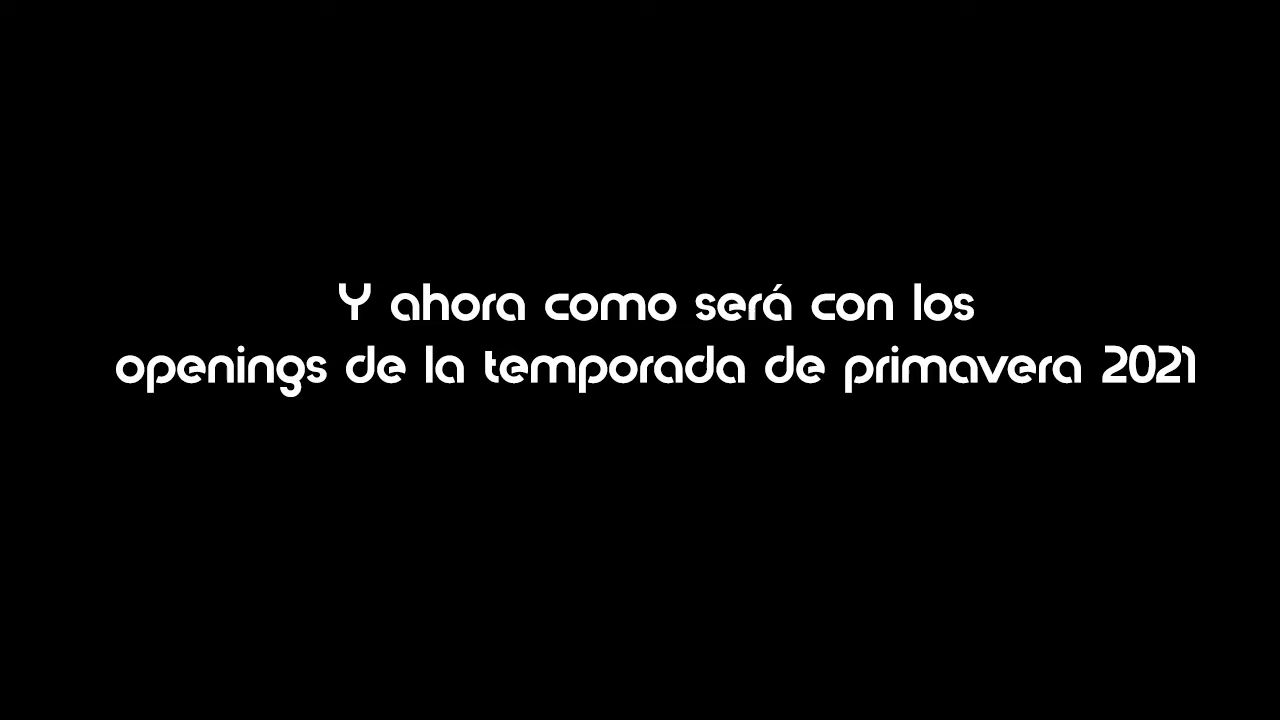 Y ahora como será con los
openings de la temporada de primavera 2021